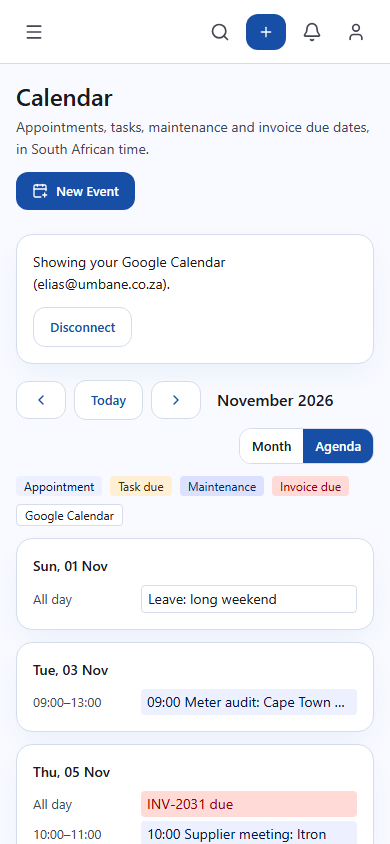 Calendar
Appointments, tasks, maintenance and invoice due dates,
in South African time.
New Event
Showing your Google Calendar
(elias@umbane.co.za).
Disconnect
Today
November 2026
Month
Agenda
Appointment
Task due
Maintenance
Invoice due
Google Calendar
Sun, 01 Nov
All day
Leave: long weekend
Tue, 03 Nov
09:00–13:00
09:00 Meter audit: Cape Town ...
Thu, 05 Nov
All day
INV-2031 due
10:00–11:00
10:00 Supplier meeting: Itron